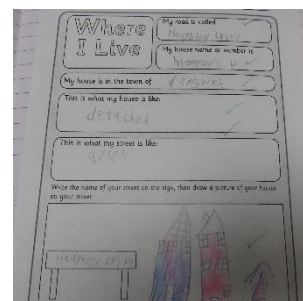 Where
I Live
My road is called
My house name or number is
My house is in the town of
This is what my house is like:
detached
This is what my street is like:
Write the name of your street on the sign, then draw a picture of your house
on your street.